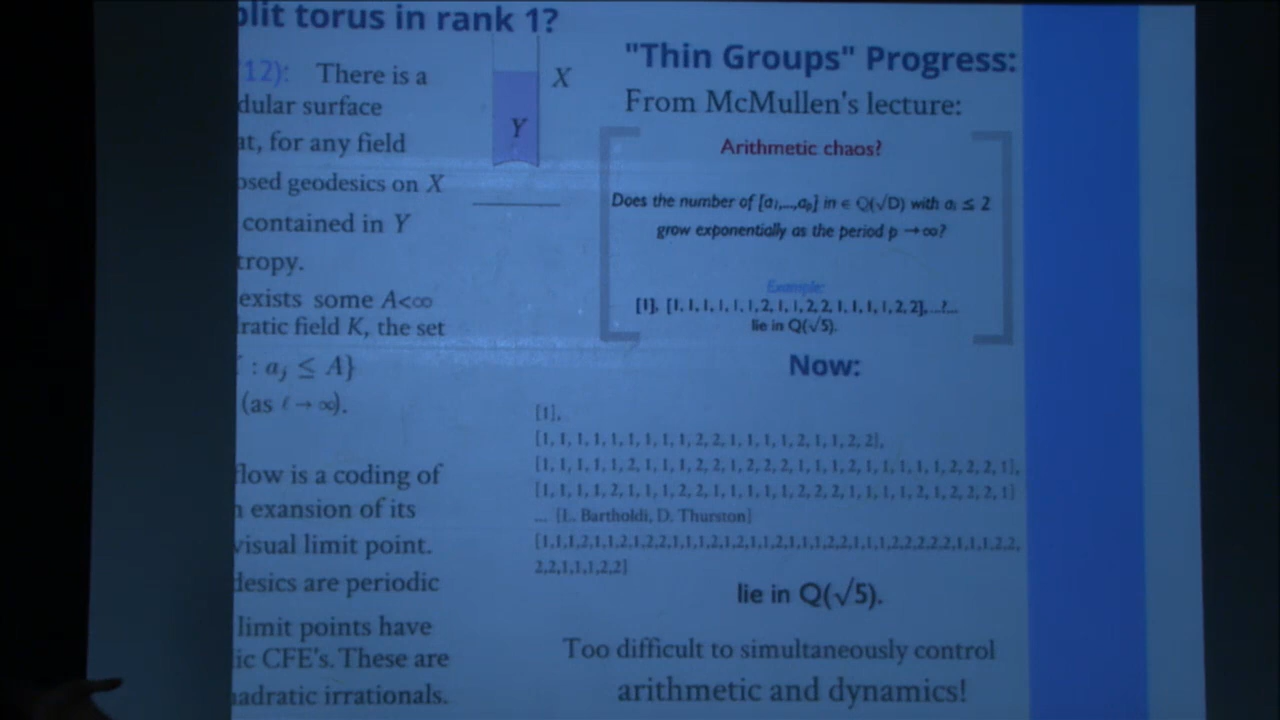 plit torus in rank 1?
'12): There is a
dular surface
at, for any field
osed geodesics on X
contained in Y
tropy.
exists some A<∞
ratic field K, the set
: aⱼ ≤ A}
(as ℓ → ∞).
flow is a coding of
exansion of its
visual limit point.
desics are periodic
limit points have
ic CFE's. These are
uadratic irrationals.
X
Y
"Thin Groups" Progress:
From McMullen's lecture:
Arithmetic chaos?
Does the number of [a₁,...,aₚ] in ∈ Q(√D) with aᵢ ≤ 2
grow exponentially as the period p → ∞?
Example:
[1], [1, 1, 1, 1, 1, 1, 2, 1, 1, 2, 2, 1, 1, 1, 1, 2, 2], ...?...
lie in Q(√5).
Now:
[1],
[1, 1, 1, 1, 1, 1, 1, 1, 1, 1, 2, 2, 1, 1, 1, 1, 2, 1, 1, 2, 2],
[1, 1, 1, 1, 1, 2, 1, 1, 1, 2, 2, 1, 2, 2, 2, 1, 1, 1, 2, 1, 1, 1, 1, 1, 1, 2, 2, 2, 1],
[1, 1, 1, 1, 2, 1, 1, 1, 2, 2, 1, 1, 1, 1, 1, 1, 2, 2, 2, 1, 1, 1, 1, 1, 2, 1, 2, 2, 2, 1]
... [L. Bartholdi, D. Thurston]
[1,1,1,2,1,1,2,1,2,2,1,1,1,2,1,2,1,1,2,1,1,1,2,2,1,1,1,2,2,2,2,2,1,1,1,2,2,
2,2,1,1,1,2,2]
lie in Q(√5).
Too difficult to simultaneously control
arithmetic and dynamics!